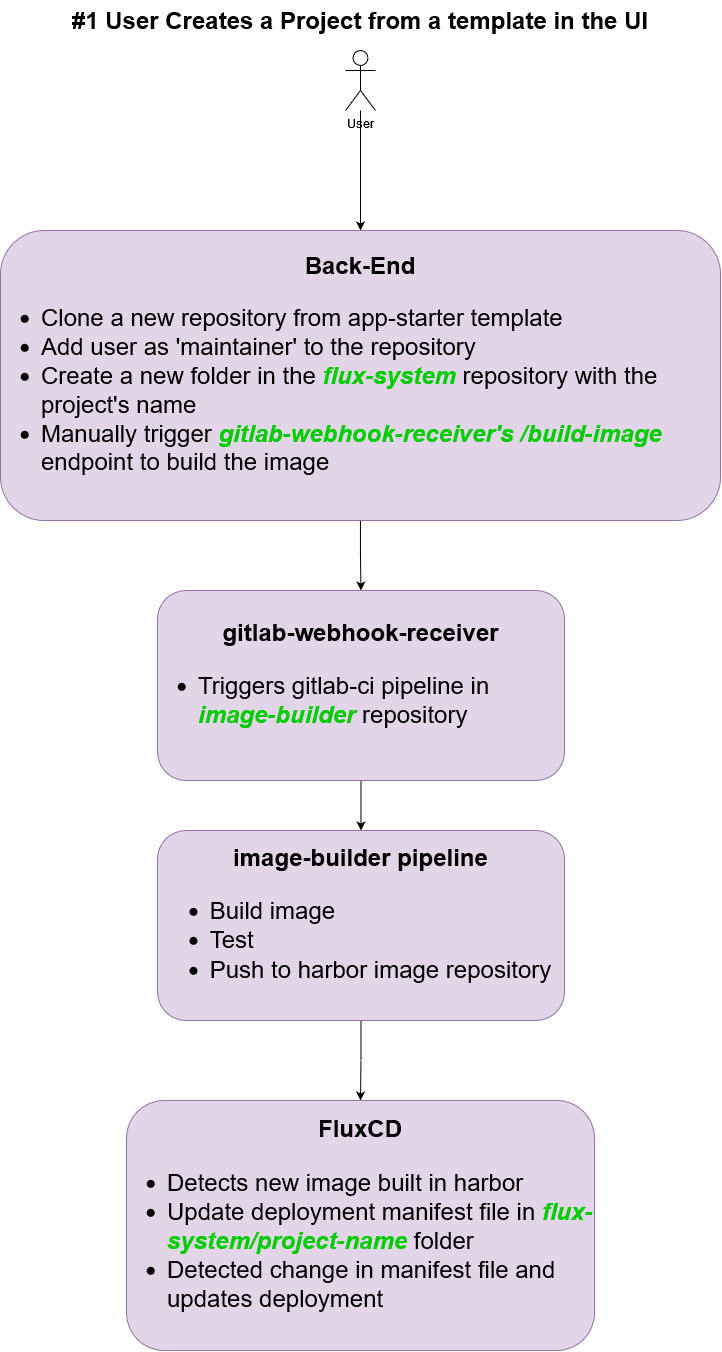 #1 User Creates a Project from a template in the UI
User
Back-End
• Clone a new repository from app-starter template
• Add user as 'maintainer' to the repository
• Create a new folder in the flux-system repository with the
project's name
• Manually trigger gitlab-webhook-receiver's /build-image
endpoint to build the image
gitlab-webhook-receiver
• Triggers gitlab-ci pipeline in
image-builder repository
image-builder pipeline
• Build image
• Test
• Push to harbor image repository
FluxCD
• Detects new image built in harbor
• Update deployment manifest file in flux-
system/project-name folder
• Detected change in manifest file and
updates deployment